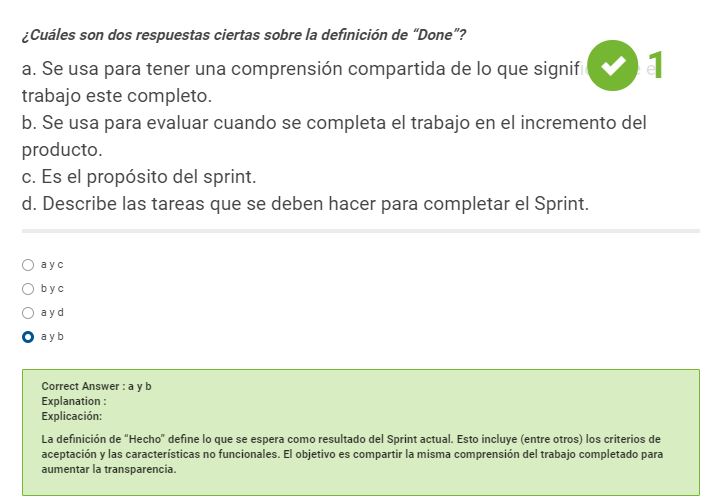 ¿Cuáles son dos respuestas ciertas sobre la definición de “Done”?
1
a. Se usa para tener una comprensión compartida de lo que signifi e el
trabajo este completo.
b. Se usa para evaluar cuando se completa el trabajo en el incremento del
producto.
c. Es el propósito del sprint.
d. Describe las tareas que se deben hacer para completar el Sprint.
a y c
b y c
a y d
a y b
Correct Answer : a y b
Explanation :
Explicación:
La definición de “Hecho” define lo que se espera como resultado del Sprint actual. Esto incluye (entre otros) los criterios de
aceptación y las características no funcionales. El objetivo es compartir la misma comprensión del trabajo completado para
aumentar la transparencia.